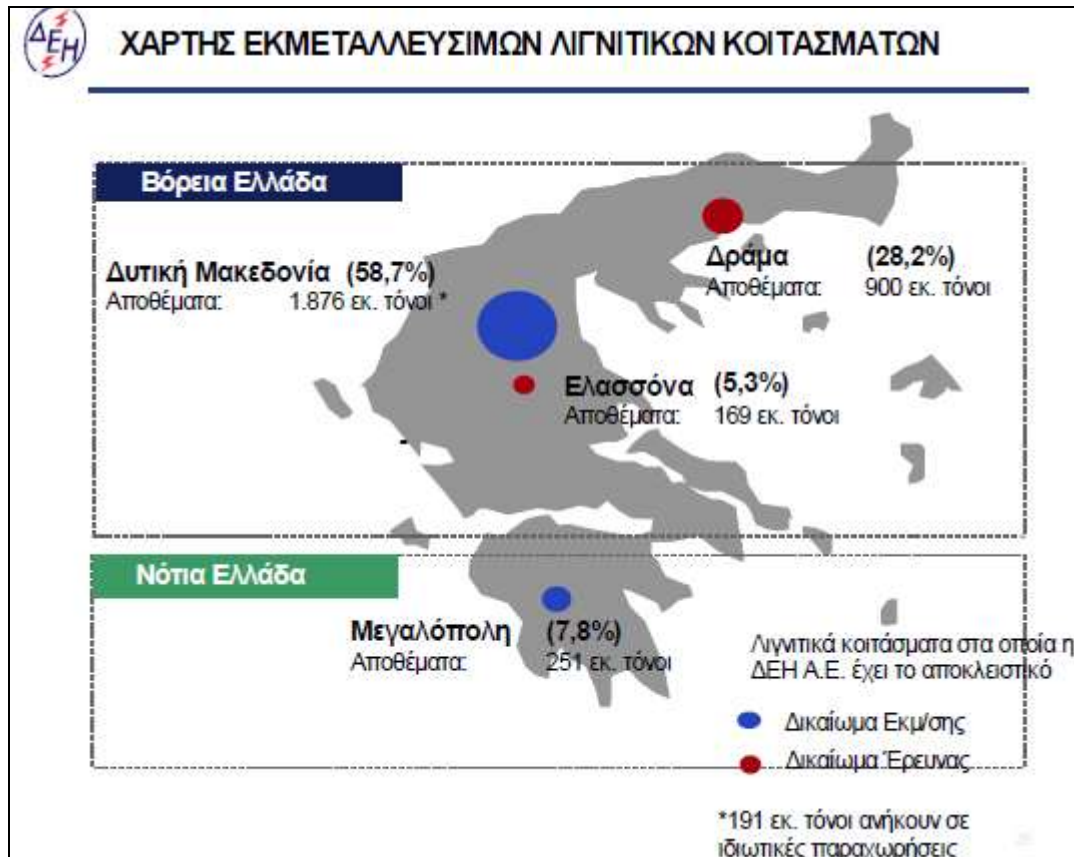 ΔΕΗ
ΧΑΡΤΗΣ ΕΚΜΕΤΑΛΛΕΥΣΙΜΩΝ ΛΙΓΝΙΤΙΚΩΝ ΚΟΙΤΑΣΜΑΤΩΝ
Βόρεια Ελλάδα
Δυτική Μακεδονία (58,7%)
Αποθέματα: 1.876 εκ. τόνοι *
Δράμα (28,2%)
Αποθέματα: 900 εκ. τόνοι
Ελασσόνα (5,3%)
Αποθέματα: 169 εκ. τόνοι
Νότια Ελλάδα
Μεγαλόπολη (7,8%)
Αποθέματα: 251 εκ. τόνοι
Λιγνιτικά κοιτάσματα στα οποία η
ΔΕΗ Α.Ε. έχει το αποκλειστικό
Δικαίωμα Εκμ/σης
Δικαίωμα Έρευνας
*191 εκ. τόνοι ανήκουν σε
ιδιωτικές παραχωρήσεις